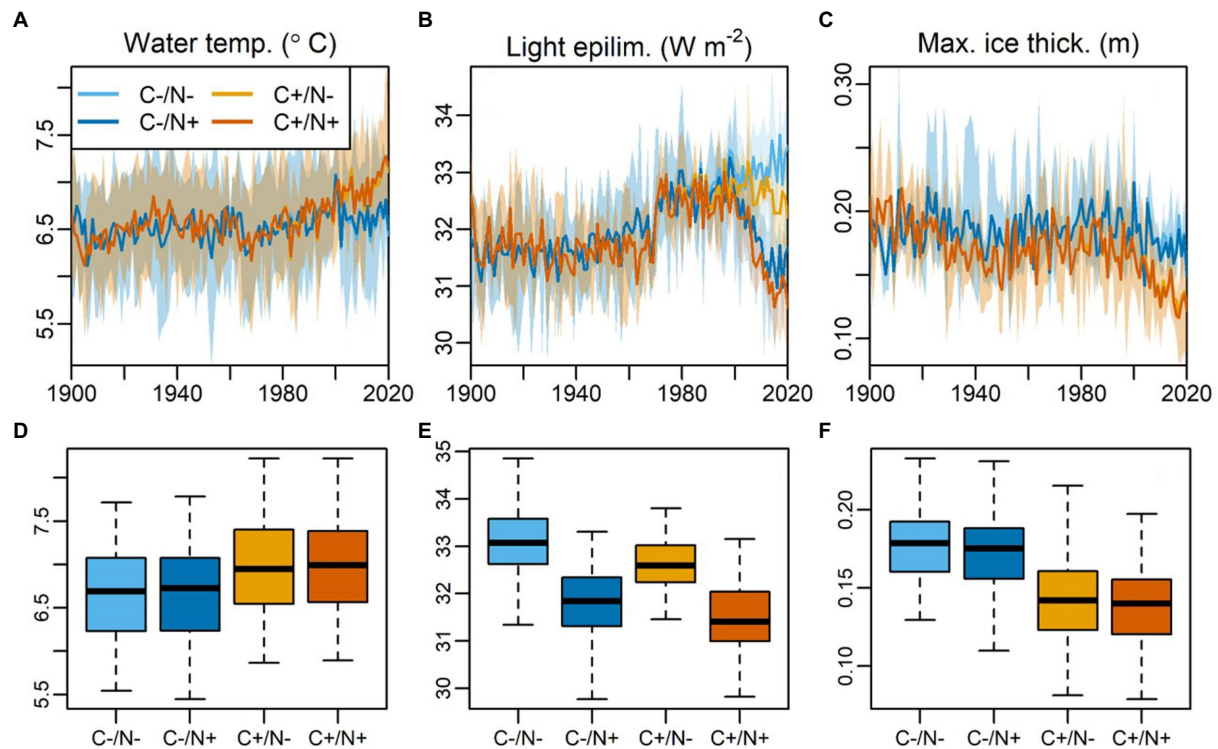 A
B
C
Water temp. (° C)
Light epilim. (W m-2)
Max. ice thick. (m)
C-/N-
C+/N-
C-/N+
C+/N+
7.5
6.5
5.5
34
33
32
31
30
0.30
0.20
0.10
1900 1940 1980 2020
1900 1940 1980 2020
1900 1940 1980 2020
D
E
F
7.5
6.5
5.5
35
34
33
32
31
30
0.20
0.15
0.10
C-/N- C-/N+ C+/N- C+/N+
C-/N- C-/N+ C+/N- C+/N+
C-/N- C-/N+ C+/N- C+/N+